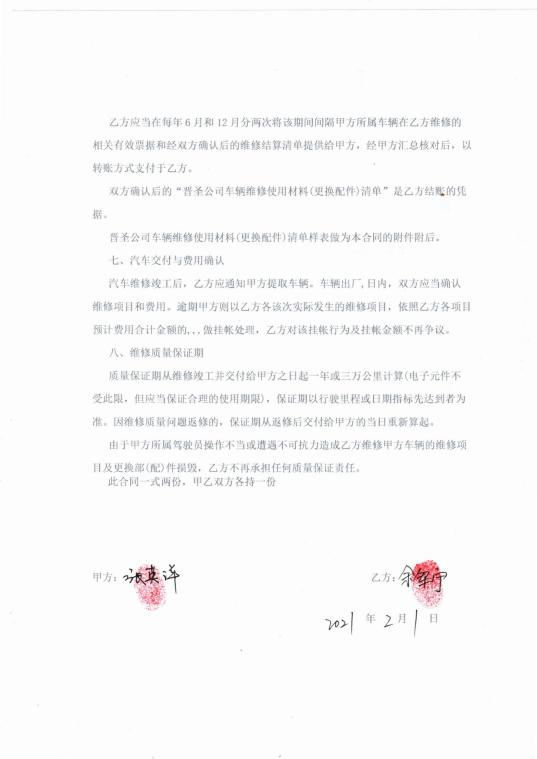 乙方应当在每年6月和12月分两次将该期间间隔甲方所属车辆在乙方维修的
相关有效票据和经双方确认后的维修结算清单提供给甲方，经甲方汇总核对后，以
转账方式支付于乙方。
双方确认后的“晋圣公司车辆维修使用材料(更换配件)清单”是乙方结账的凭
据。
晋圣公司车辆维修使用材料(更换配件)清单样表做为本合同的附件附后。
七、汽车交付与费用确认
汽车维修竣工后，乙方应通知甲方提取车辆。车辆出厂,日内，双方应当确认
维修项目和费用。逾期甲方则以乙方各该次实际发生的维修项目，依照乙方各项目
预计费用合计金额的,,,做挂帐处理，乙方对该挂帐行为及挂帐金额不再争议。
八、维修质量保证期
质量保证期从维修竣工并交付给甲方之日起一年或三万公里计算(电子元件不
受此限，但应当保证合理的使用期限)，保证期以行驶里程或日期指标先达到者为
准。因维修质量问题返修的，保证期从返修后交付给甲方的当日重新算起。
由于甲方所属驾驶员操作不当或遭遇不可抗力造成乙方维修甲方车辆的维修项
目及更换部(配)件损毁，乙方不再承担任何质量保证责任。
此合同一式两份，甲乙双方各持一份
甲方：张英洋 乙方：余军宁
2021年2月1日